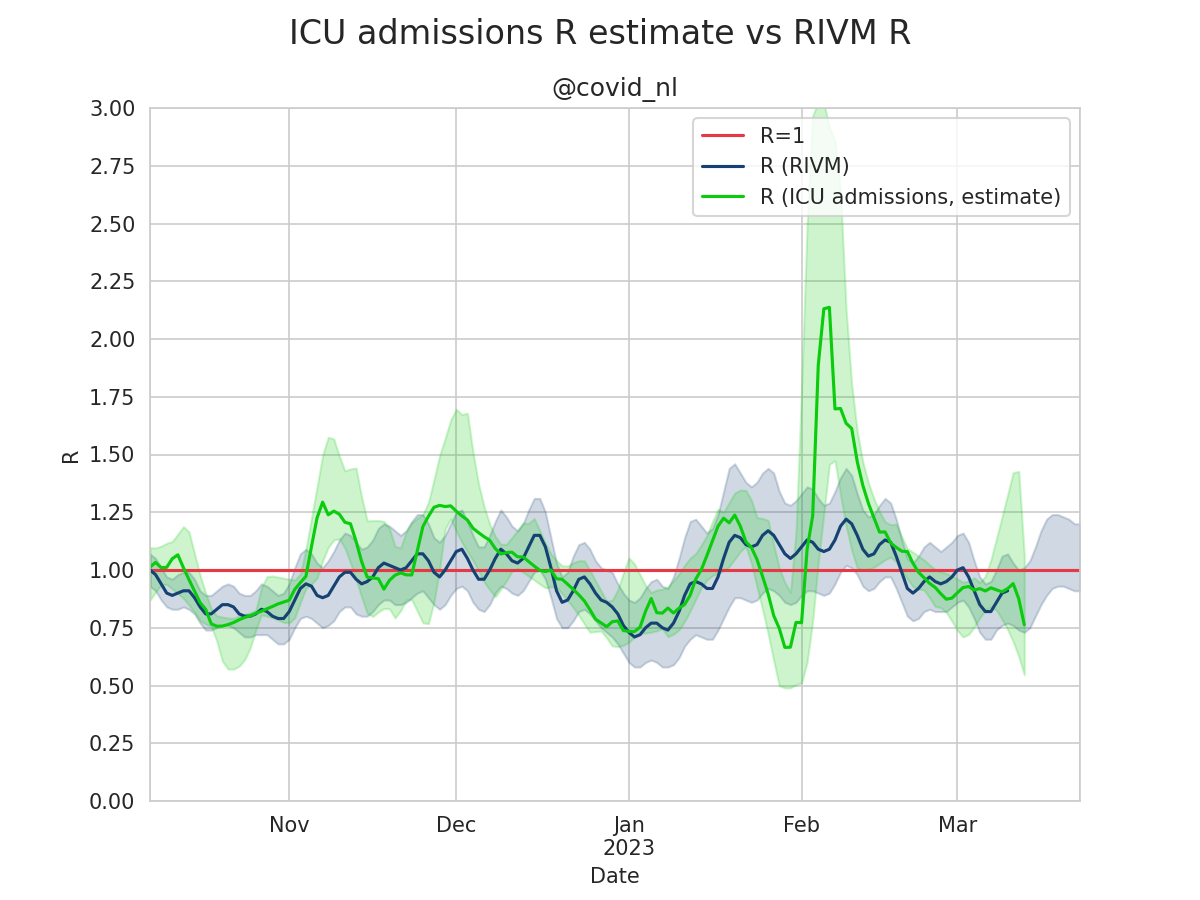 ICU admissions R estimate vs RIVM R
@covid_nl
3.00
2.75
2.50
2.25
2.00
1.75
1.50
1.25
1.00
0.75
0.50
0.25
0.00
R
R=1
R (RIVM)
R (ICU admissions, estimate)
Nov
Dec
Jan
Feb
Mar
2023
Date